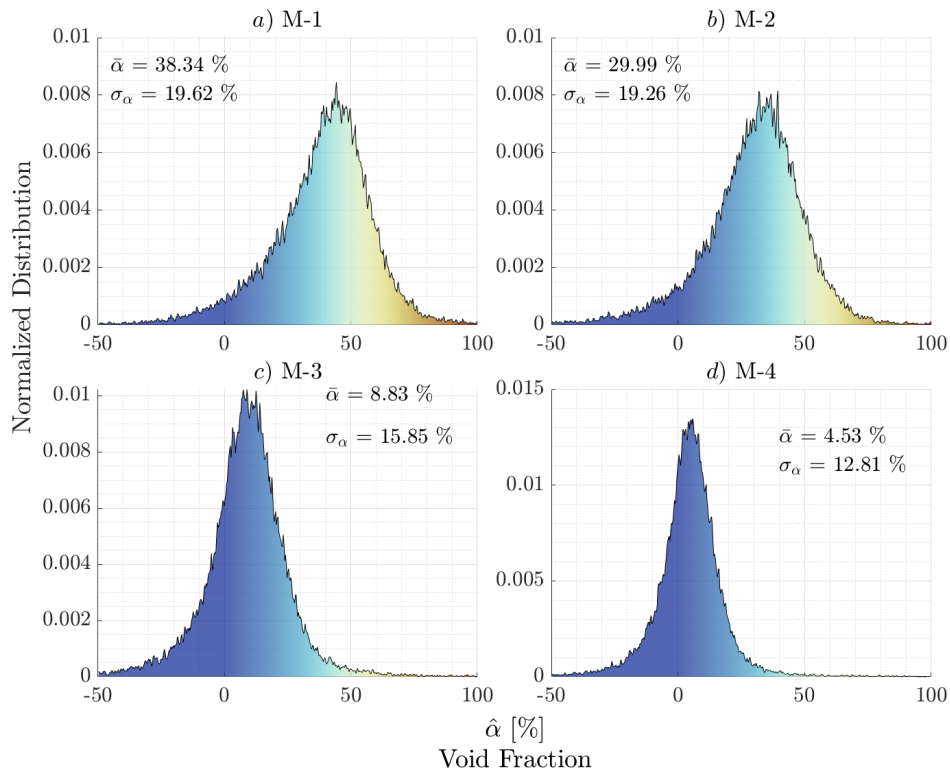 a) M-1
ᾱ = 38.34 %
σα = 19.62 %
0.01
0.008
0.006
0.004
0.002
0
-50
0
50
100
b) M-2
ᾱ = 29.99 %
σα = 19.26 %
0.01
0.008
0.006
0.004
0.002
0
-50
0
50
100
Normalized Distribution
c) M-3
ᾱ = 8.83 %
σα = 15.85 %
0.01
0.008
0.006
0.004
0.002
0
-50
0
50
100
d) M-4
ᾱ = 4.53 %
σα = 12.81 %
0.015
0.01
0.005
0
-50
0
50
100
α̂ [%]
Void Fraction